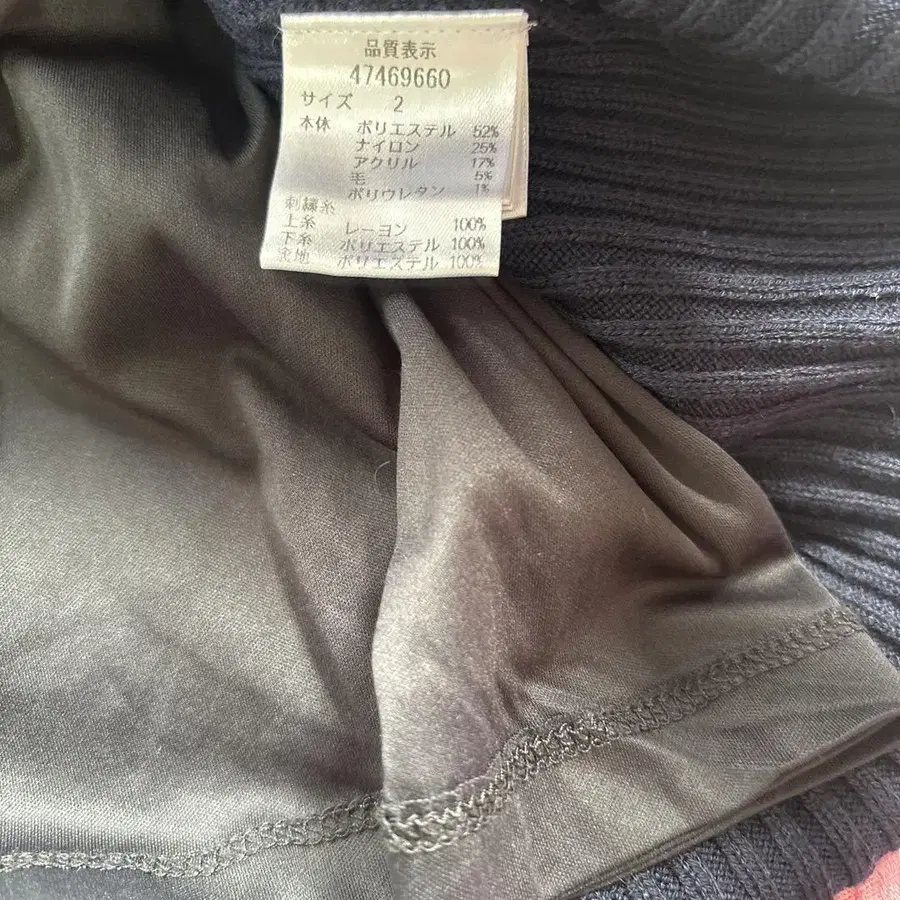 品質表示
47469660
サイズ 2
本体 ポリエステル 52%
ナイロン 25%
アクリル 17%
毛 5%
ポリウレタン 1%
刺繍糸
上糸 レーヨン 100%
下糸 ポリエステル 100%
裏地 ポリエステル 100%